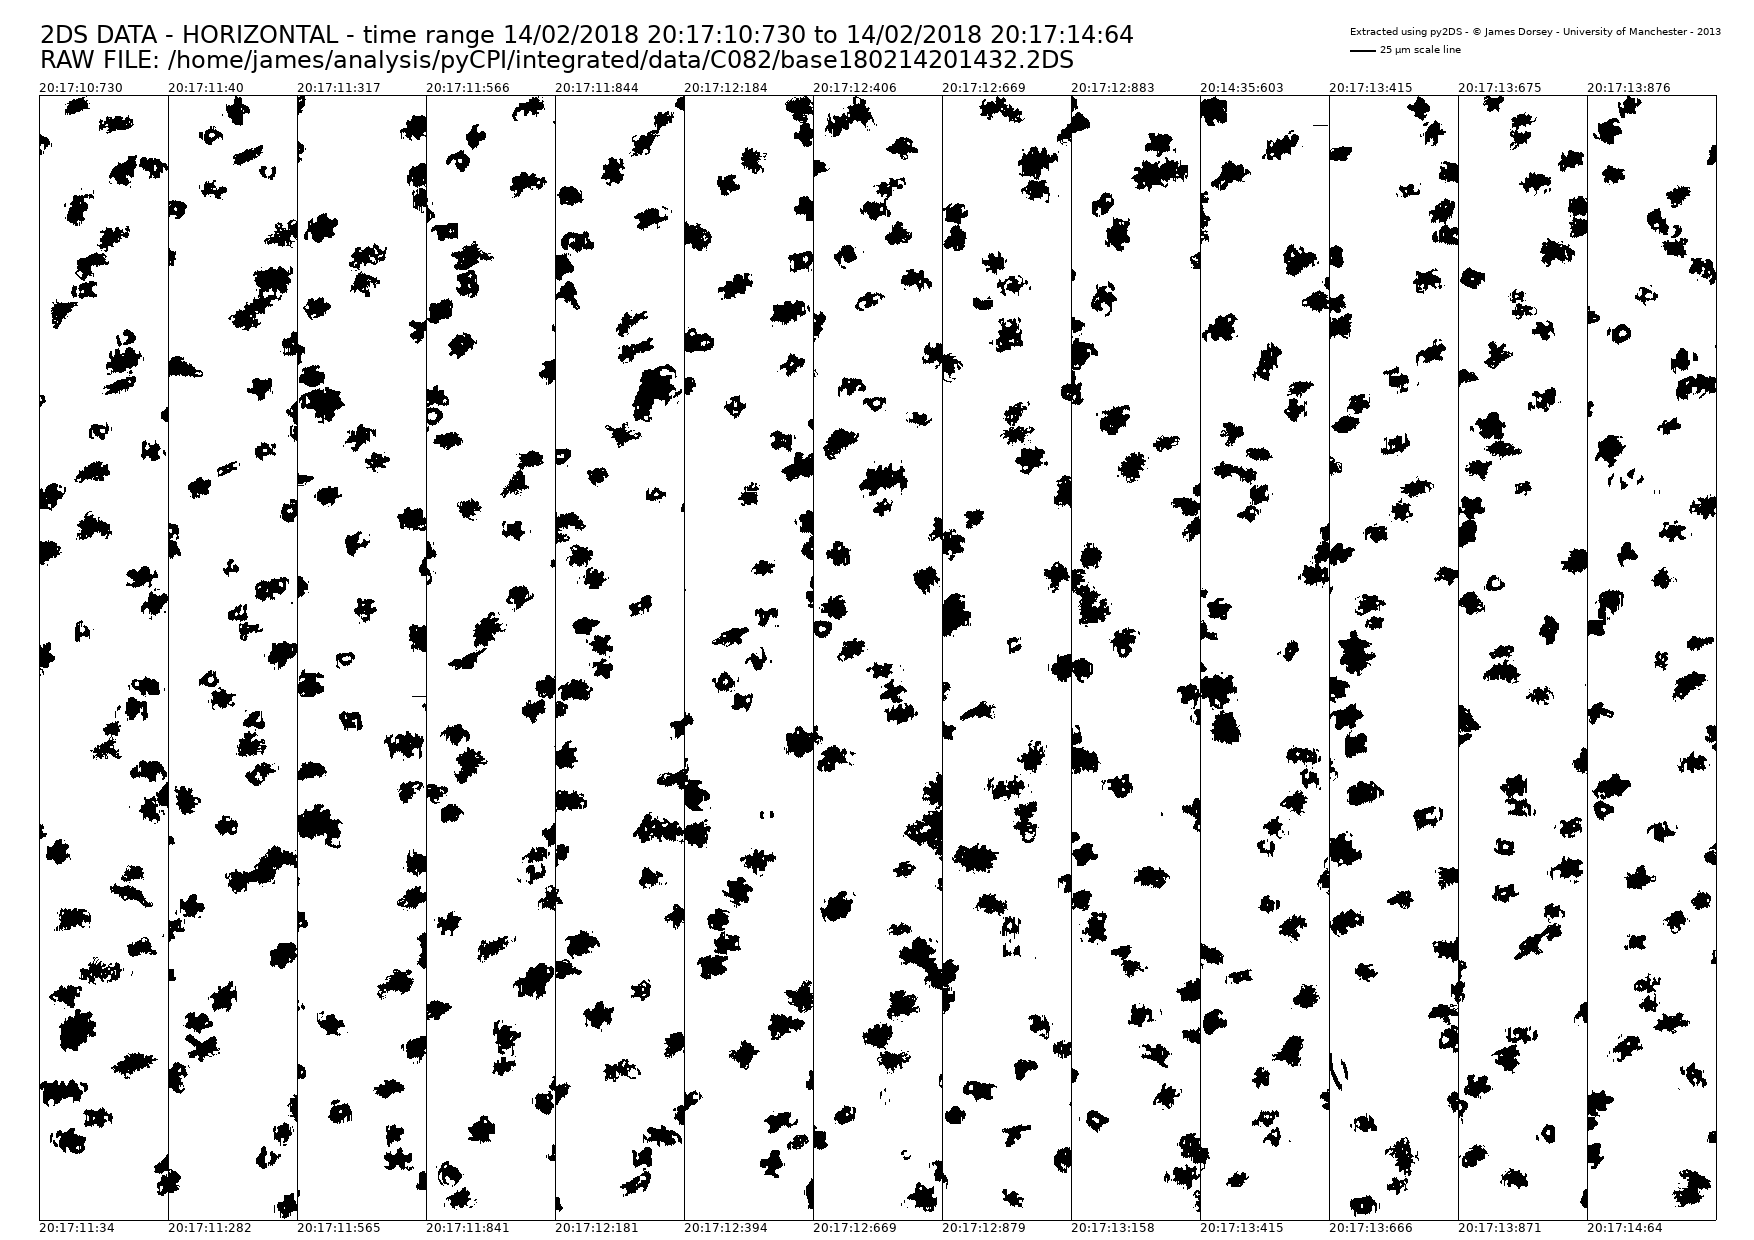 2DS DATA - HORIZONTAL - time range 14/02/2018 20:17:10:730 to 14/02/2018 20:17:14:64
RAW FILE: /home/james/analysis/pyCPI/integrated/data/C082/base180214201432.2DS
Extracted using py2DS - © James Dorsey - University of Manchester - 2013
25 µm scale line
20:17:10:730 20:17:11:40 20:17:11:317 20:17:11:566 20:17:11:844 20:17:12:184 20:17:12:406 20:17:12:669 20:17:12:883 20:14:35:603 20:17:13:415 20:17:13:675 20:17:13:876
20:17:11:34 20:17:11:282 20:17:11:565 20:17:11:841 20:17:12:181 20:17:12:394 20:17:12:669 20:17:12:879 20:17:13:158 20:17:13:415 20:17:13:666 20:17:13:871 20:17:14:64